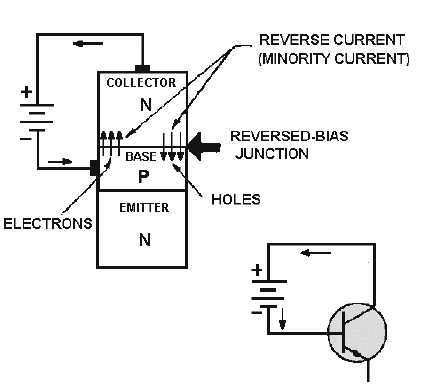 REVERSE CURRENT
(MINORITY CURRENT)
COLLECTOR
N
+
−
REVERSED-BIAS
JUNCTION
BASE
P
ELECTRONS
HOLES
EMITTER
N
+
−